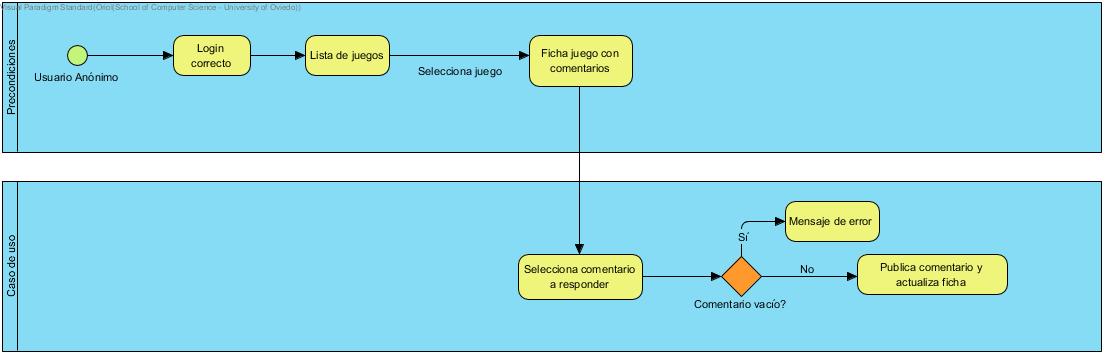 Visual Paradigm Standard(Oriol(School of Computer Science - University of Oviedo))
Precondiciones
Usuario Anónimo
Login
correcto
Lista de juegos
Selecciona juego
Ficha juego con
comentarios
Caso de uso
Selecciona comentario
a responder
Comentario vacío?
Sí
Mensaje de error
No
Publica comentario y
actualiza ficha